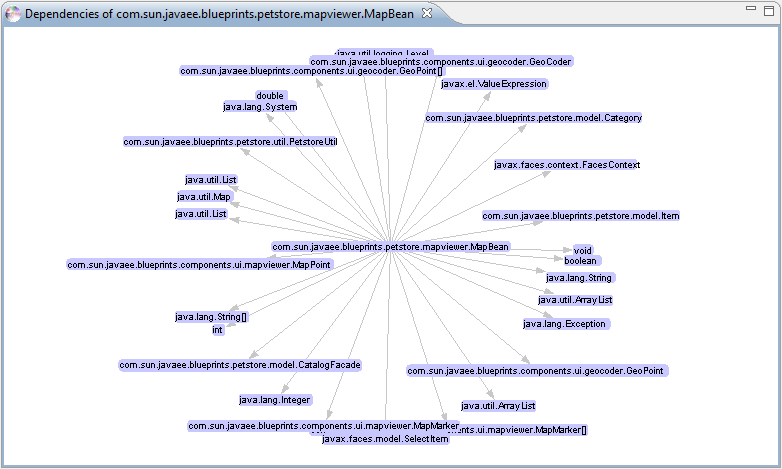 Dependencies of com.sun.javaee.blueprints.petstore.mapviewer.MapBean
java.util.logging.Level
com.sun.javaee.blueprints.components.ui.geocoder.GeoCoder
com.sun.javaee.blueprints.components.ui.geocoder.GeoPoint[]
javax.el.ValueExpression
double
java.lang.System
com.sun.javaee.blueprints.petstore.model.Category
com.sun.javaee.blueprints.petstore.util.PetstoreUtil
javax.faces.context.FacesContext
java.util.List
java.util.Map
java.util.List
com.sun.javaee.blueprints.petstore.model.Item
com.sun.javaee.blueprints.petstore.mapviewer.MapBean
void
boolean
com.sun.javaee.blueprints.components.ui.mapviewer.MapPoint
java.lang.String
java.util.ArrayList
java.lang.String[]
int
java.lang.Exception
com.sun.javaee.blueprints.petstore.model.CatalogFacade
com.sun.javaee.blueprints.components.ui.geocoder.GeoPoint
java.lang.Integer
java.util.ArrayList
com.sun.javaee.blueprints.components.ui.mapviewer.MapMarker
nents.ui.mapviewer.MapMarker[]
javax.faces.model.SelectItem